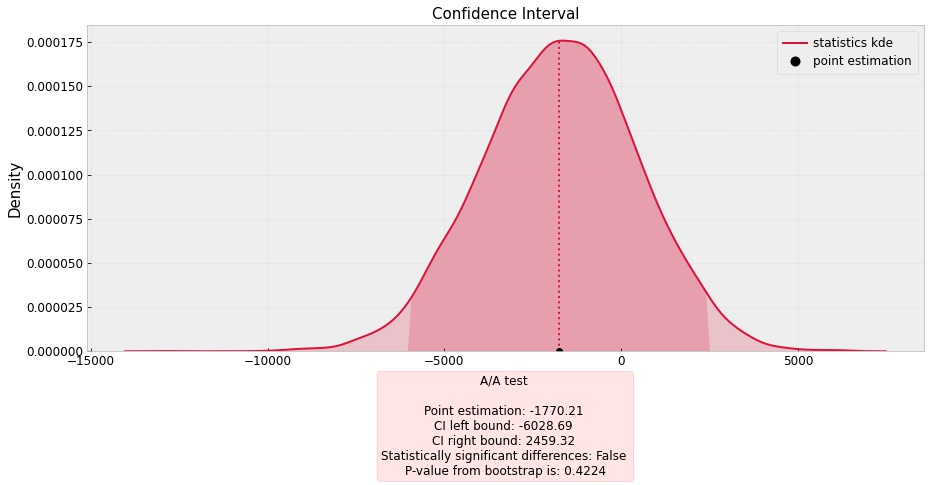 Confidence Interval
statistics kde
point estimation
Density
0.000175
0.000150
0.000125
0.000100
0.000075
0.000050
0.000025
0.000000
−15000 −10000 −5000 0 5000
A/A test
Point estimation: -1770.21
CI left bound: -6028.69
CI right bound: 2459.32
Statistically significant differences: False
P-value from bootstrap is: 0.4224